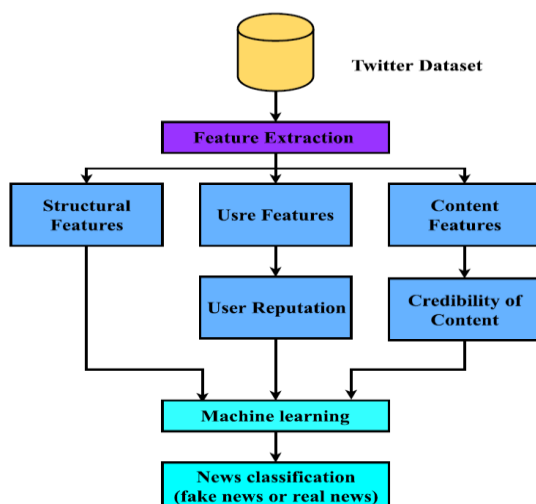 Twitter Dataset
Feature Extraction
Structural
Features
Usre Features
Content
Features
User Reputation
Credibility of
Content
Machine learning
News classification
(fake news or real news)